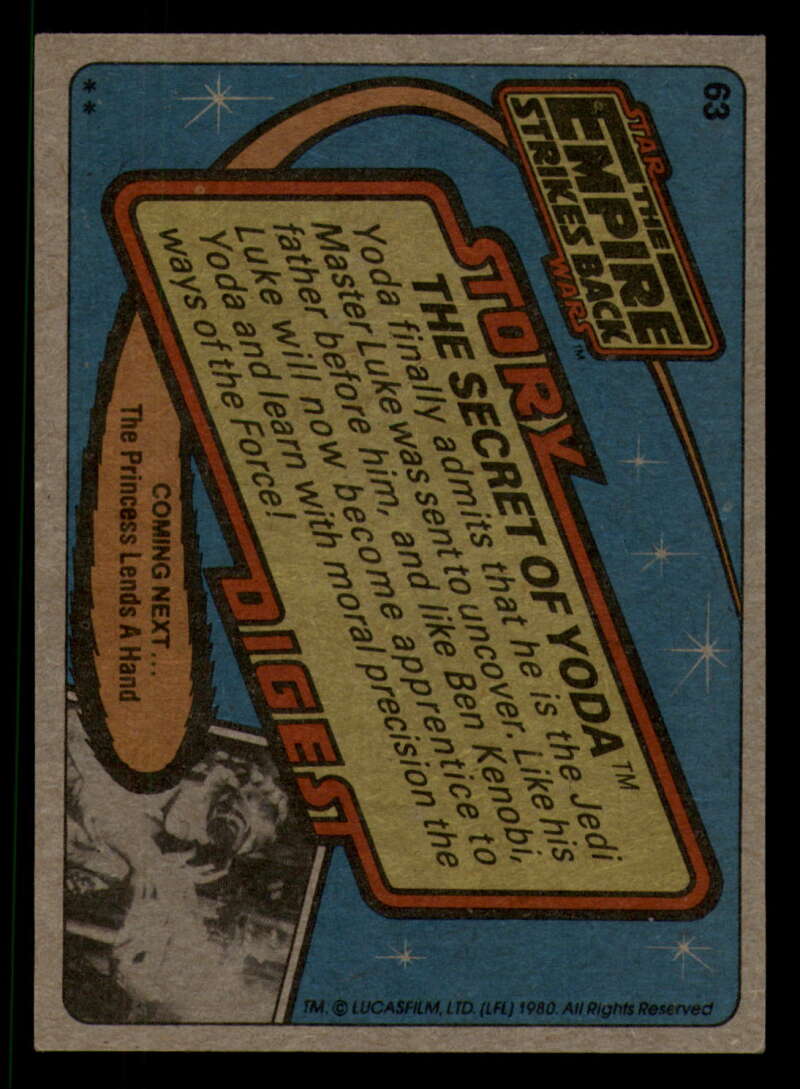 63
STAR
THE
EMPIRE
STRIKES BACK
WARS™
STORY
THE SECRET OF YODA™
Yoda finally admits that he is the Jedi
Master Luke was sent to uncover. Like his
father before him, and like Ben Kenobi,
Luke will now become apprentice to
Yoda and learn with moral precision the
ways of the Force!
DIGEST
COMING NEXT...
The Princess Lends A Hand
**
TM. © LUCASFILM, LTD. (LFL) 1980. All Rights Reserved